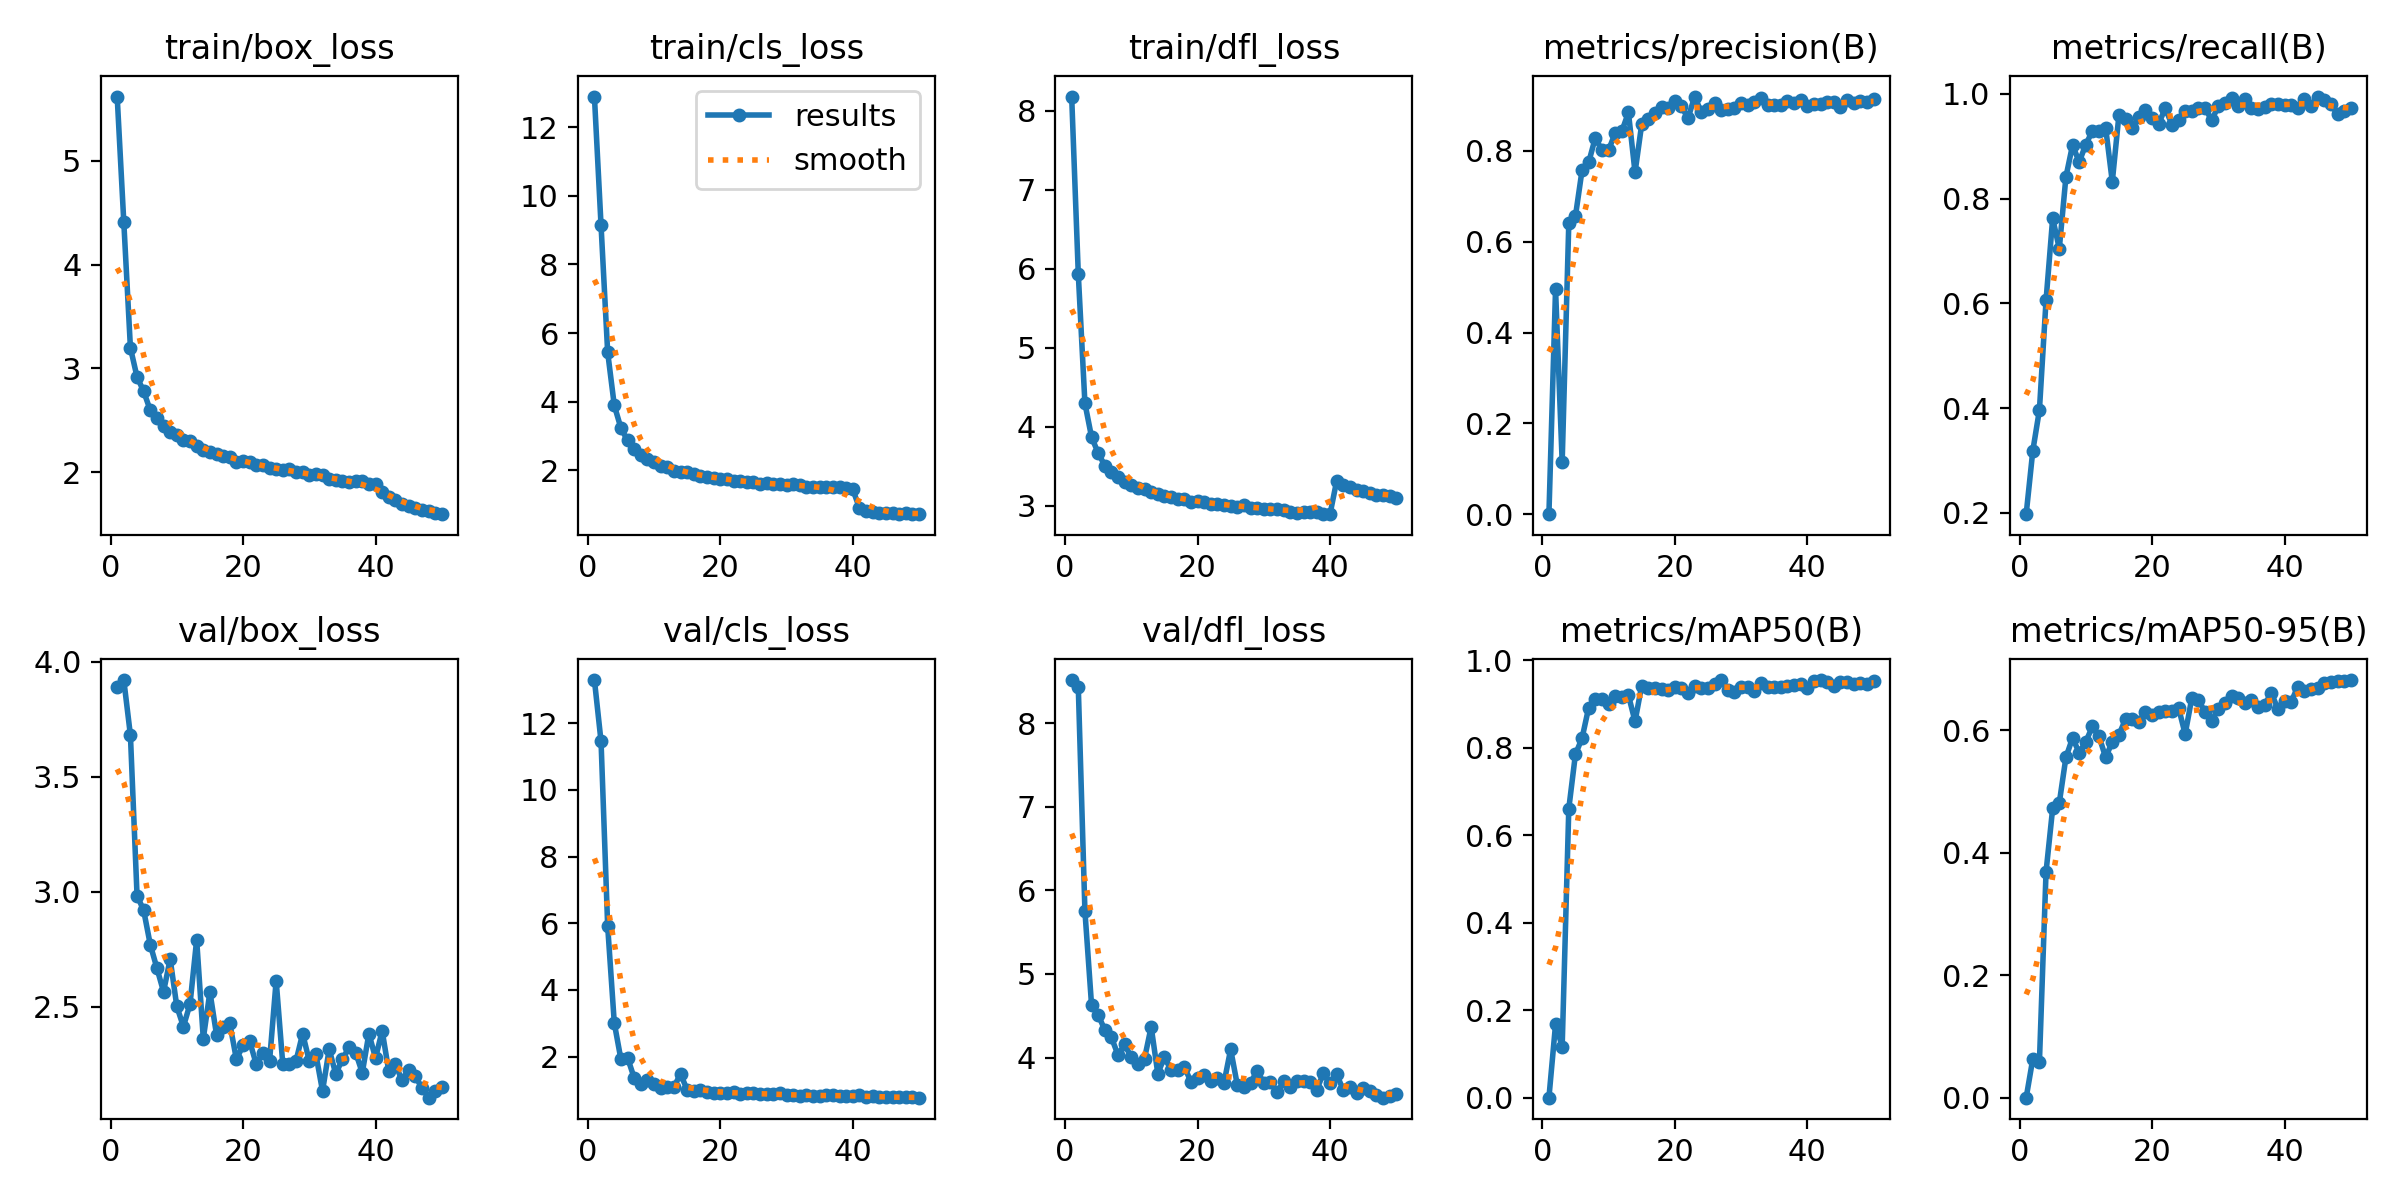 train/box_loss
5
4
3
2
0 20 40
train/cls_loss
results
smooth
12
10
8
6
4
2
0 20 40
train/dfl_loss
8
7
6
5
4
3
0 20 40
metrics/precision(B)
0.8
0.6
0.4
0.2
0.0
0 20 40
metrics/recall(B)
1.0
0.8
0.6
0.4
0.2
0 20 40
val/box_loss
4.0
3.5
3.0
2.5
0 20 40
val/cls_loss
12
10
8
6
4
2
0 20 40
val/dfl_loss
8
7
6
5
4
0 20 40
metrics/mAP50(B)
1.0
0.8
0.6
0.4
0.2
0.0
0 20 40
metrics/mAP50-95(B)
0.6
0.4
0.2
0.0
0 20 40